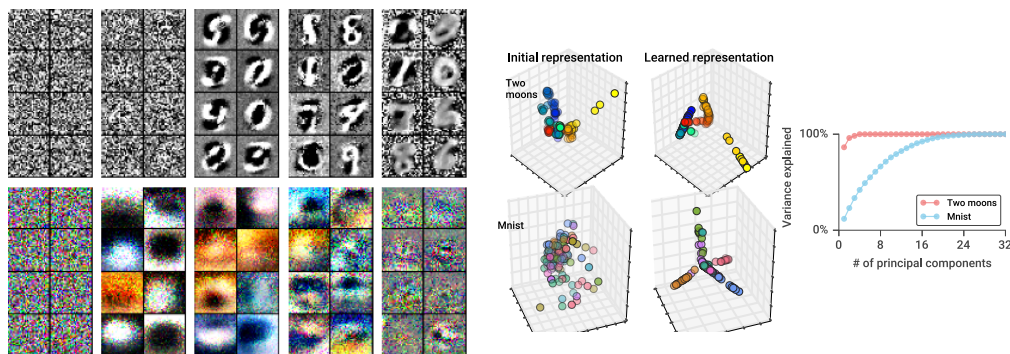 Initial representation
Learned representation
Two
moons
Mnist
100%
Variance explained
0%
Two moons
Mnist
0 8 16 24 32
# of principal components